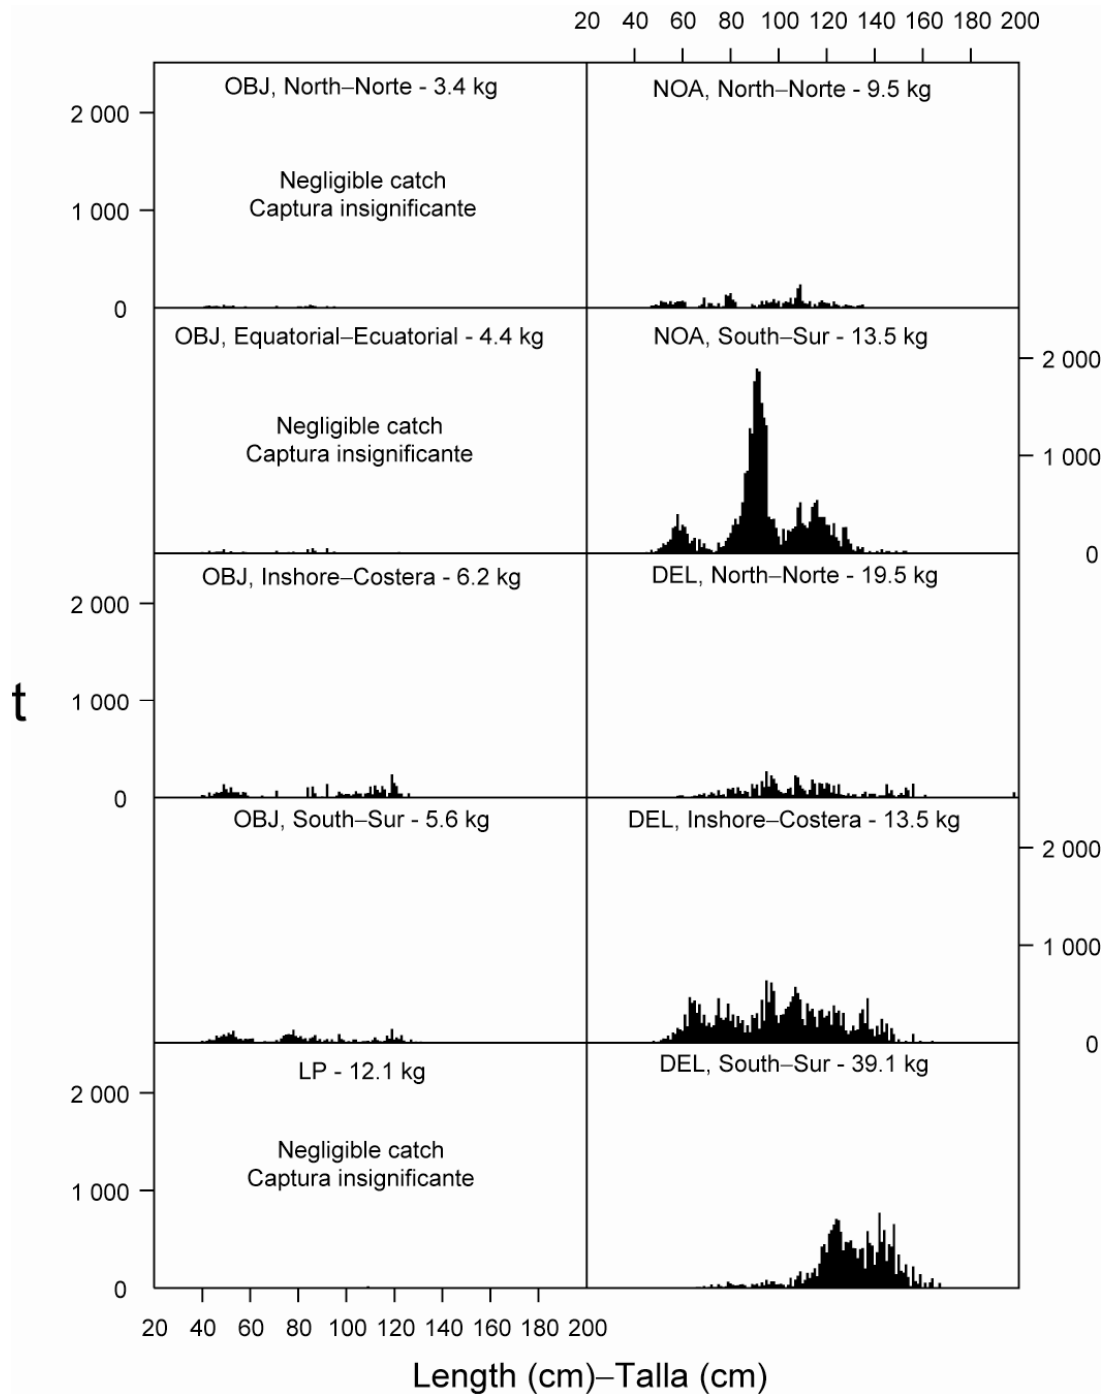 20 40 60 80 100 120 140 160 180 200
OBJ, North–Norte - 3.4 kg
NOA, North–Norte - 9.5 kg
2 000
Negligible catch
Captura insignificante
1 000
0
OBJ, Equatorial–Ecuatorial - 4.4 kg
NOA, South–Sur - 13.5 kg
2 000
Negligible catch
Captura insignificante
1 000
0
OBJ, Inshore–Costera - 6.2 kg
DEL, North–Norte - 19.5 kg
2 000
t
1 000
0
OBJ, South–Sur - 5.6 kg
DEL, Inshore–Costera - 13.5 kg
2 000
1 000
0
LP - 12.1 kg
DEL, South–Sur - 39.1 kg
2 000
Negligible catch
Captura insignificante
1 000
0
20 40 60 80 100 120 140 160 180 200
Length (cm)–Talla (cm)